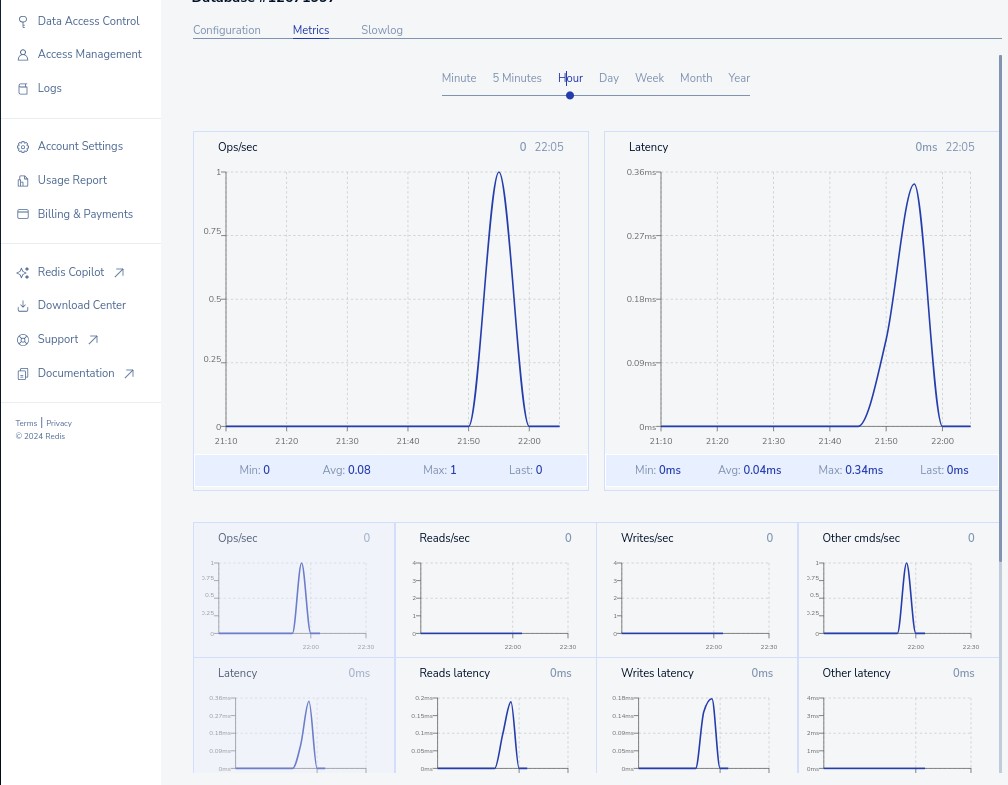 Data Access Control
Access Management
Logs
Account Settings
Usage Report
Billing & Payments
Redis Copilot
Download Center
Support
Documentation
Terms | Privacy
© 2024 Redis
Configuration Metrics Slowlog
Minute 5 Minutes Hour Day Week Month Year
Ops/sec 0 22:05
1
0.75
0.5
0.25
0
21:10 21:20 21:30 21:40 21:50 22:00
Min: 0 Avg: 0.08 Max: 1 Last: 0
Latency 0ms 22:05
0.36ms
0.27ms
0.18ms
0.09ms
0ms
21:10 21:20 21:30 21:40 21:50 22:00
Min: 0ms Avg: 0.04ms Max: 0.34ms Last: 0ms
Ops/sec 0
1
0.75
0.5
0.25
0
22:00 22:30
Reads/sec 0
4
3
2
1
0
22:00 22:30
Writes/sec 0
4
3
2
1
0
22:00 22:30
Other cmds/sec 0
1
0.75
0.5
0.25
0
22:00 22:30
Latency 0ms
0.36ms
0.27ms
0.18ms
0.09ms
0ms
Reads latency 0ms
0.2ms
0.15ms
0.1ms
0.05ms
0ms
Writes latency 0ms
0.18ms
0.14ms
0.09ms
0.05ms
0ms
Other latency 0ms
4ms
3ms
2ms
1ms
0ms